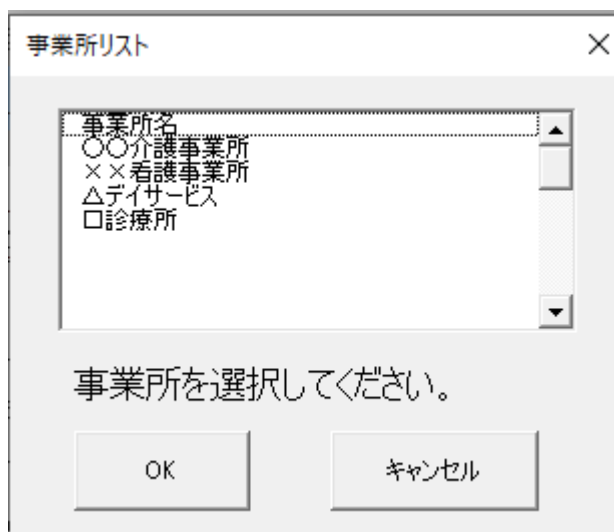 事業所リスト
事業所名
○○介護事業所
××看護事業所
△デイサービス
□診療所
事業所を選択してください。
OK
キャンセル